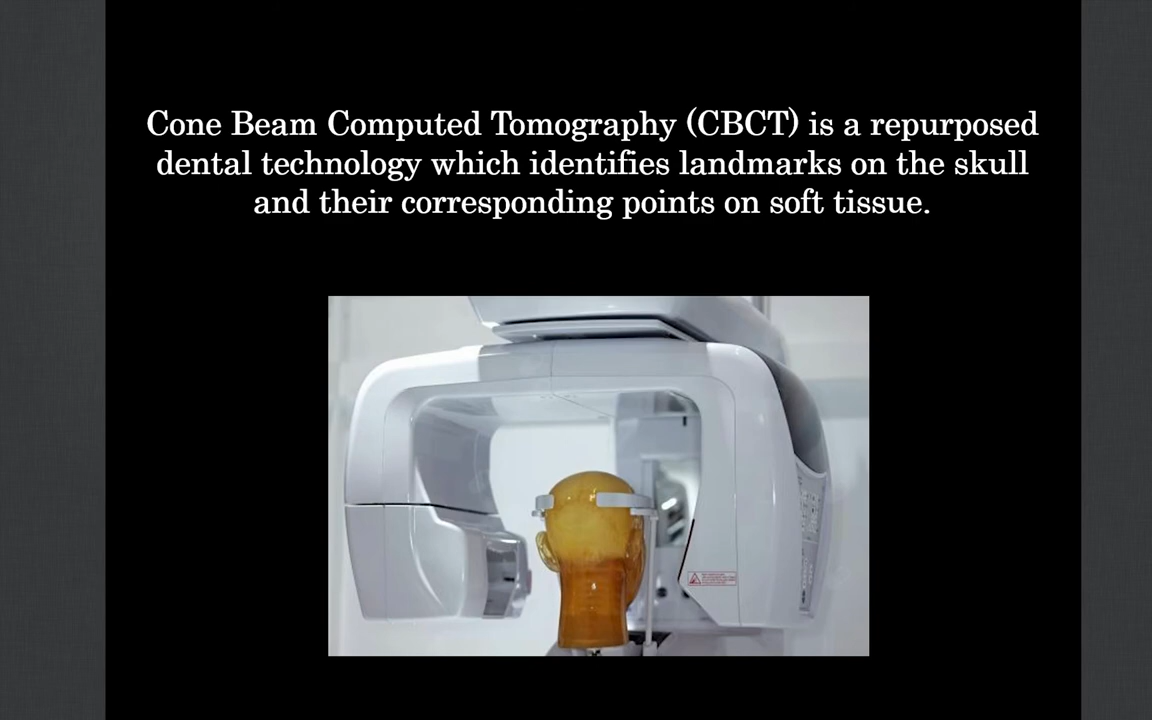 Cone Beam Computed Tomography (CBCT) is a repurposed
dental technology which identifies landmarks on the skull
and their corresponding points on soft tissue.